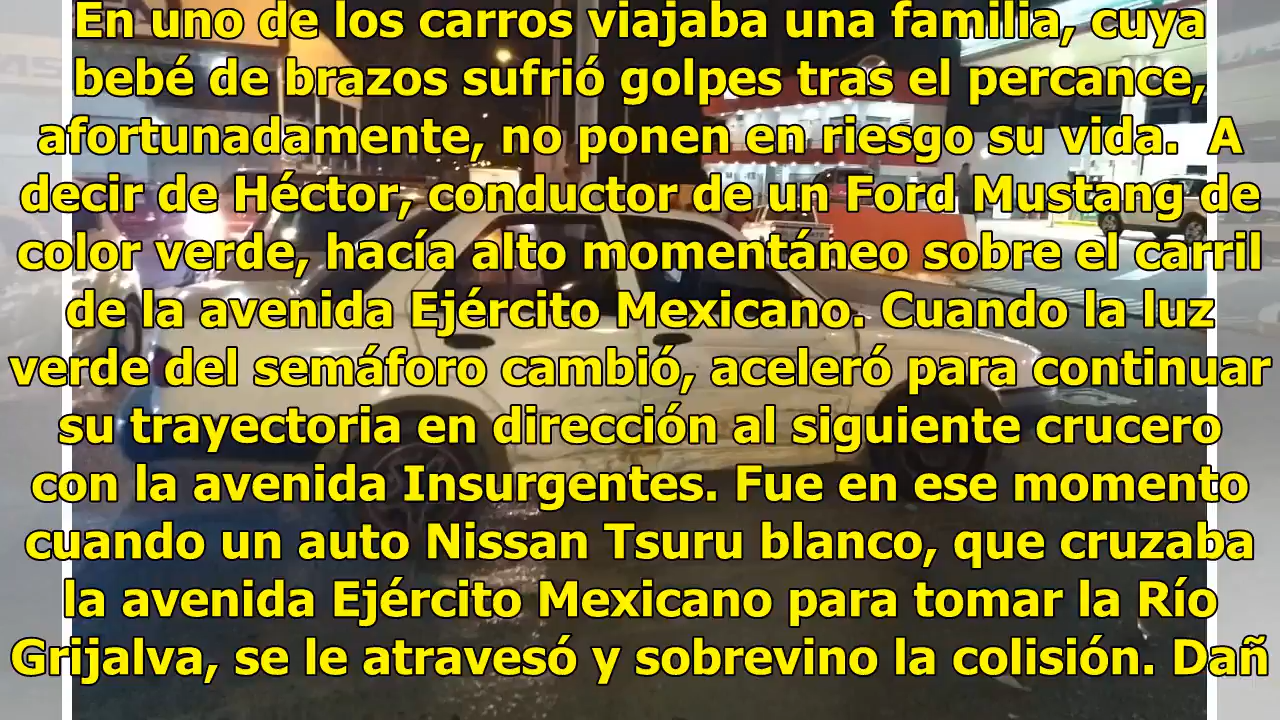 En uno de los carros viajaba una familia, cuya
bebé de brazos sufrió golpes tras el percance,
afortunadamente, no ponen en riesgo su vida.  A
decir de Héctor, conductor de un Ford Mustang de
color verde, hacía alto momentáneo sobre el carril
de la avenida Ejército Mexicano. Cuando la luz
verde del semáforo cambió, aceleró para continuar
su trayectoria en dirección al siguiente crucero
con la avenida Insurgentes. Fue en ese momento
cuando un auto Nissan Tsuru blanco, que cruzaba
la avenida Ejército Mexicano para tomar la Río
Grijalva, se le atravesó y sobrevino la colisión. Dañ